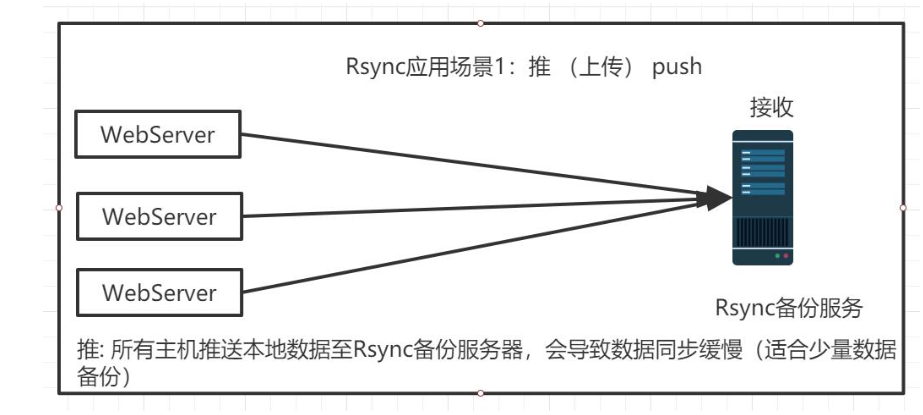 Rsync应用场景1：推 （上传） push
接收
WebServer
WebServer
WebServer
Rsync备份服务
推: 所有主机推送本地数据至Rsync备份服务器，会导致数据同步缓慢（适合少量数据
备份）